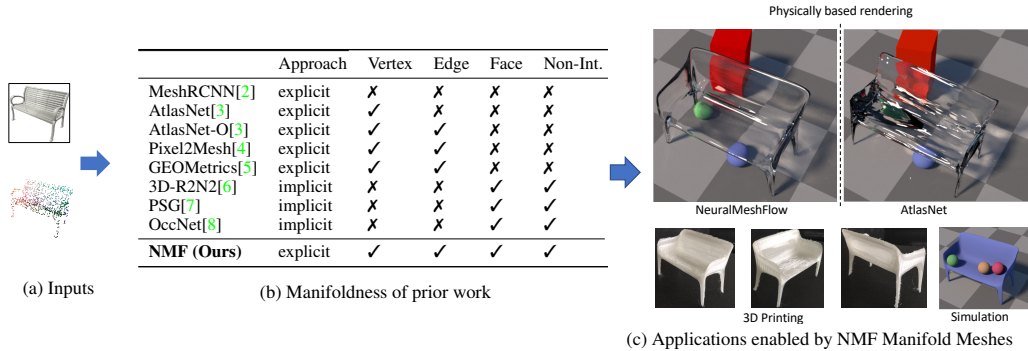 Approach Vertex Edge Face Non-Int.
MeshRCNN[2] explicit ✗ ✗ ✗ ✗
AtlasNet[3] explicit ✓ ✗ ✗ ✗
AtlasNet-O[3] explicit ✓ ✓ ✗ ✗
Pixel2Mesh[4] explicit ✓ ✓ ✗ ✗
GEOMetrics[5] explicit ✓ ✓ ✗ ✗
3D-R2N2[6] implicit ✗ ✗ ✓ ✓
PSG[7] implicit ✗ ✗ ✓ ✓
OccNet[8] implicit ✗ ✗ ✓ ✓
NMF (Ours) explicit ✓ ✓ ✓ ✓
(a) Inputs
(b) Manifoldness of prior work
Physically based rendering
NeuralMeshFlow AtlasNet
3D Printing Simulation
(c) Applications enabled by NMF Manifold Meshes